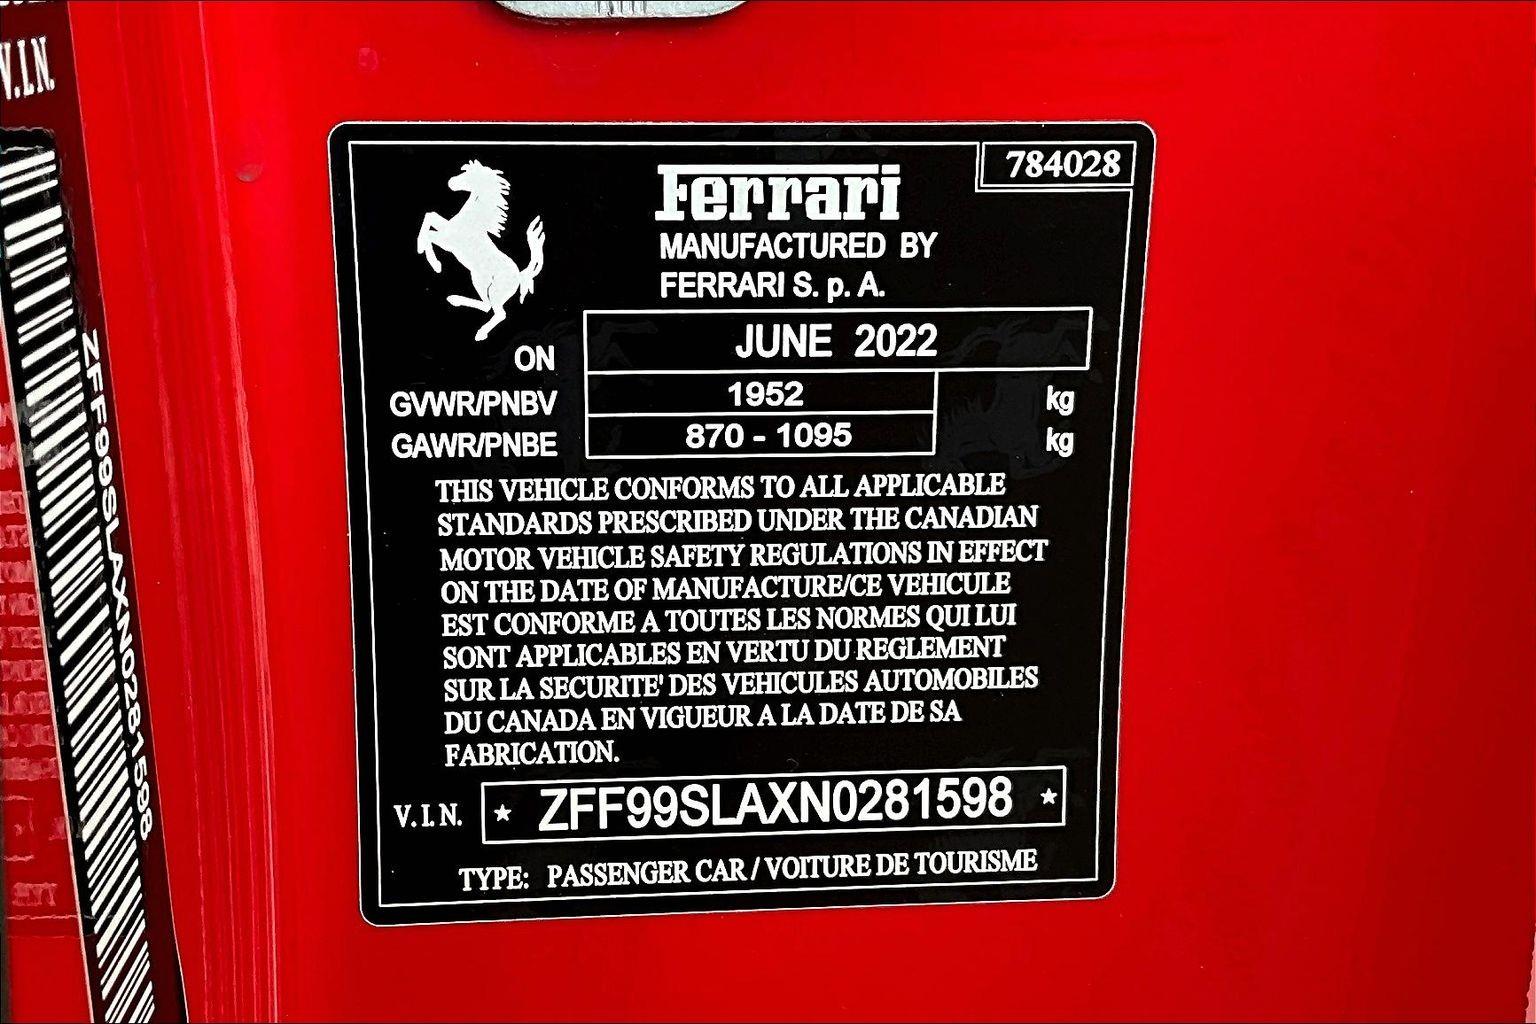 V.I.N.
ZFF99SLAXN0281598
784028
Ferrari
MANUFACTURED BY
FERRARI S. p. A.
ON JUNE 2022
GVWR/PNBV 1952 kg
GAWR/PNBE 870 - 1095 kg
THIS VEHICLE CONFORMS TO ALL APPLICABLE
STANDARDS PRESCRIBED UNDER THE CANADIAN
MOTOR VEHICLE SAFETY REGULATIONS IN EFFECT
ON THE DATE OF MANUFACTURE/CE VEHICULE
EST CONFORME A TOUTES LES NORMES QUI LUI
SONT APPLICABLES EN VERTU DU REGLEMENT
SUR LA SECURITE' DES VEHICULES AUTOMOBILES
DU CANADA EN VIGUEUR A LA DATE DE SA
FABRICATION.
V.I.N. ★ ZFF99SLAXN0281598 ★
TYPE: PASSENGER CAR / VOITURE DE TOURISME